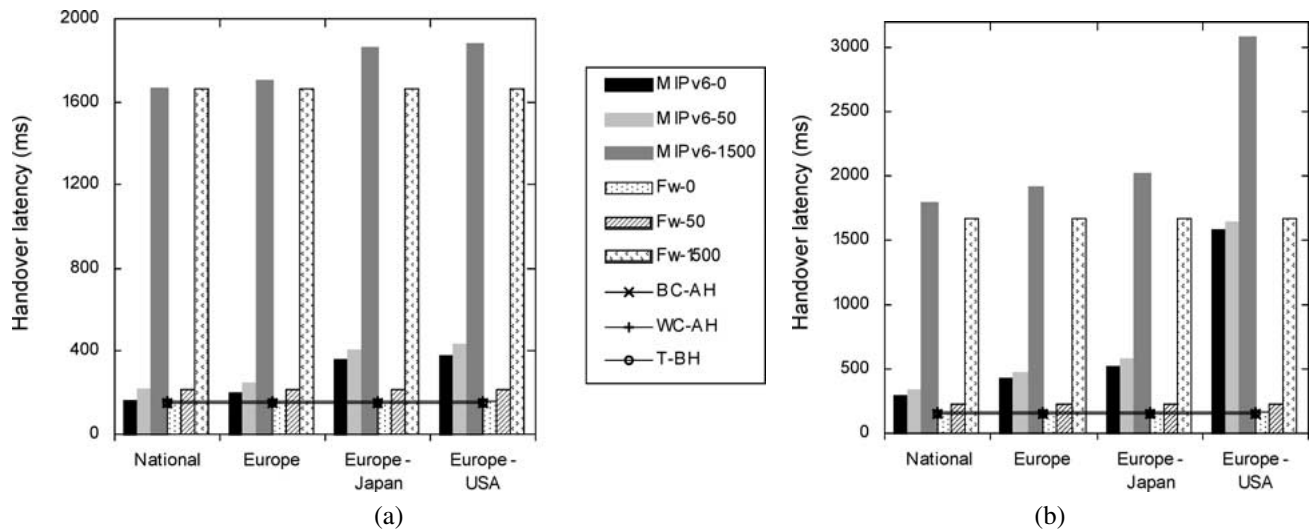 2000
1600
1200
800
400
0
Handover latency (ms)
National
Europe
Europe -
Japan
Europe -
USA
(a)
MIPv6-0
MIPv6-50
MIPv6-1500
Fw-0
Fw-50
Fw-1500
BC-AH
WC-AH
T-BH
3000
2500
2000
1500
1000
500
0
Handover latency (ms)
National
Europe
Europe -
Japan
Europe -
USA
(b)